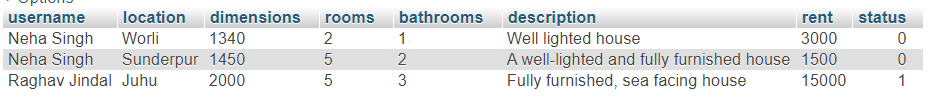 username location dimensions rooms bathrooms description rent status
Neha Singh Worli 1340 2 1 Well lighted house 3000 0
Neha Singh Sunderpur 1450 5 2 A well-lighted and fully furnished house 1500 0
Raghav Jindal Juhu 2000 5 3 Fully furnished, sea facing house 15000 1